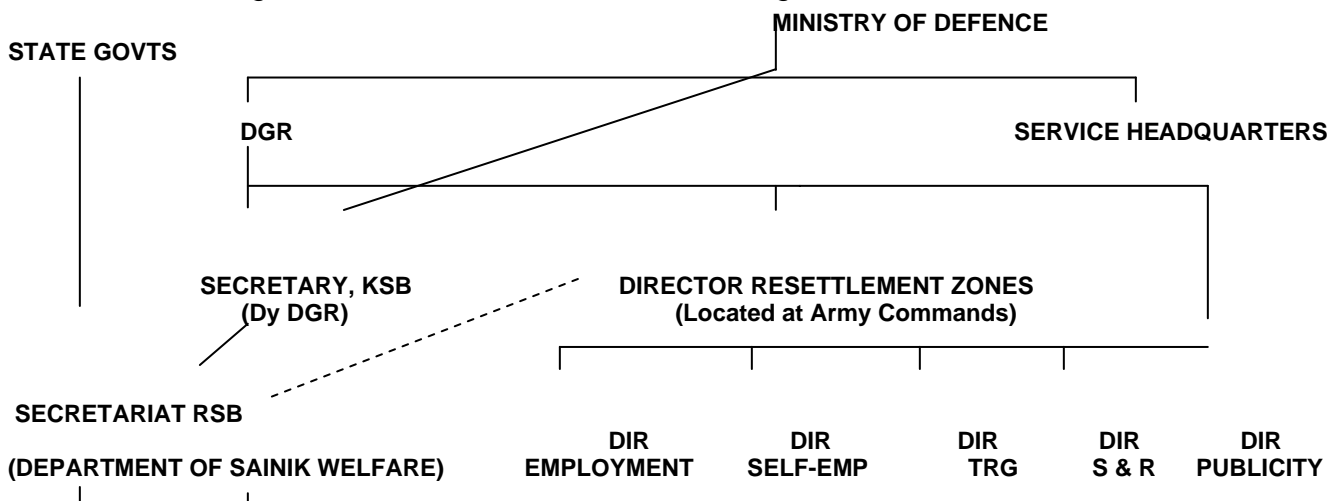 MINISTRY OF DEFENCE
STATE GOVTS
DGR
SERVICE HEADQUARTERS
SECRETARY, KSB
(Dy DGR)
DIRECTOR RESETTLEMENT ZONES
(Located at Army Commands)
SECRETARIAT RSB
(DEPARTMENT OF SAINIK WELFARE)
DIR
EMPLOYMENT
DIR
SELF-EMP
DIR
TRG
DIR
S & R
DIR
PUBLICITY